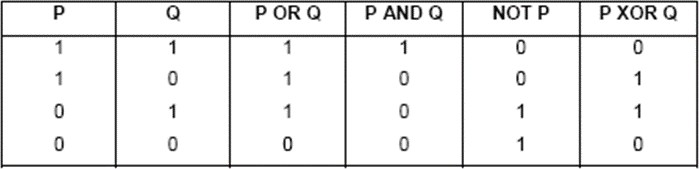 P Q P OR Q P AND Q NOT P P XOR Q
1 1 1 1 0 0
1 0 1 0 0 1
0 1 1 0 1 1
0 0 0 0 1 0